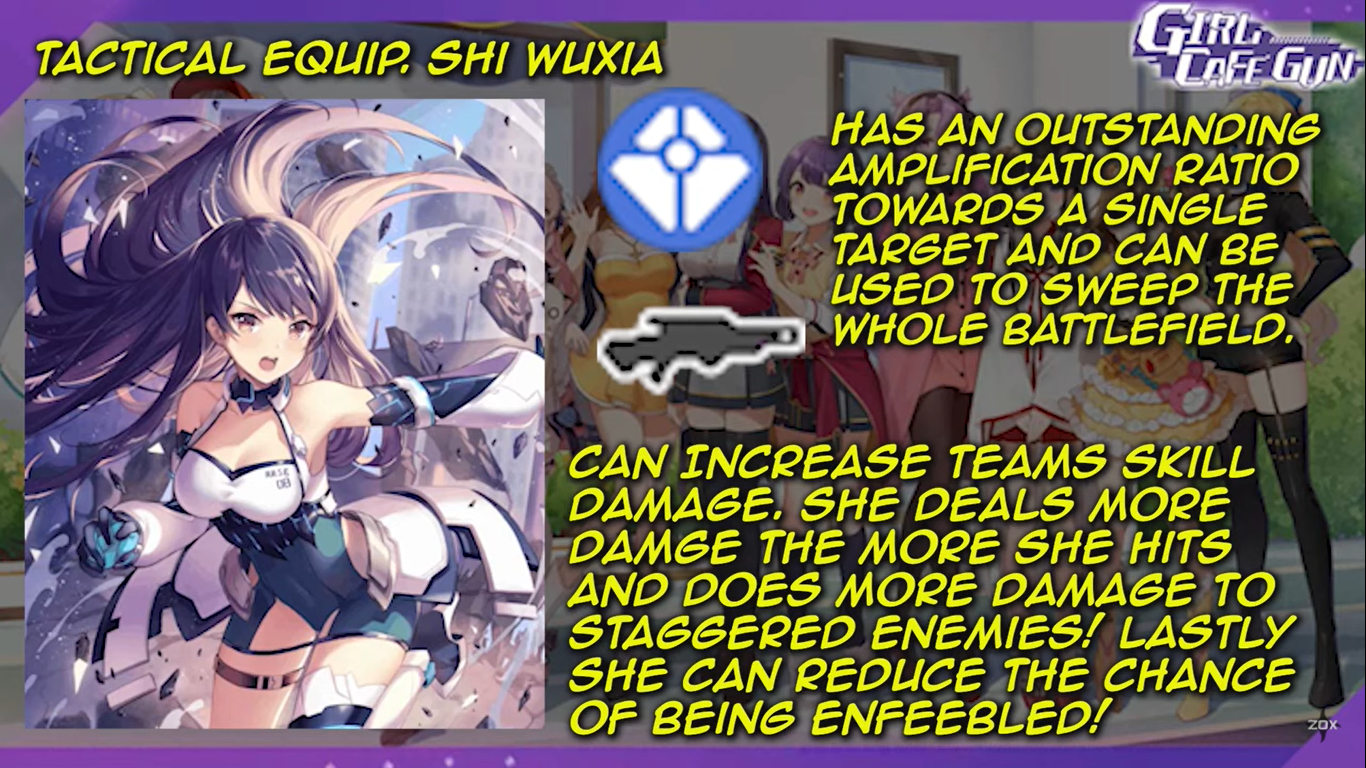 TACTICAL EQUIP. SHI WUXIA
GIRL
CAFE GUN
HAS AN OUTSTANDING
AMPLIFICATION RATIO
TOWARDS A SINGLE
TARGET AND CAN BE
USED TO SWEEP THE
WHOLE BATTLEFIELD.
CAN INCREASE TEAMS SKILL
DAMAGE. SHE DEALS MORE
DAMGE THE MORE SHE HITS
AND DOES MORE DAMAGE TO
STAGGERED ENEMIES! LASTLY
SHE CAN REDUCE THE CHANCE
OF BEING ENFEEBLED!
08
ZOX